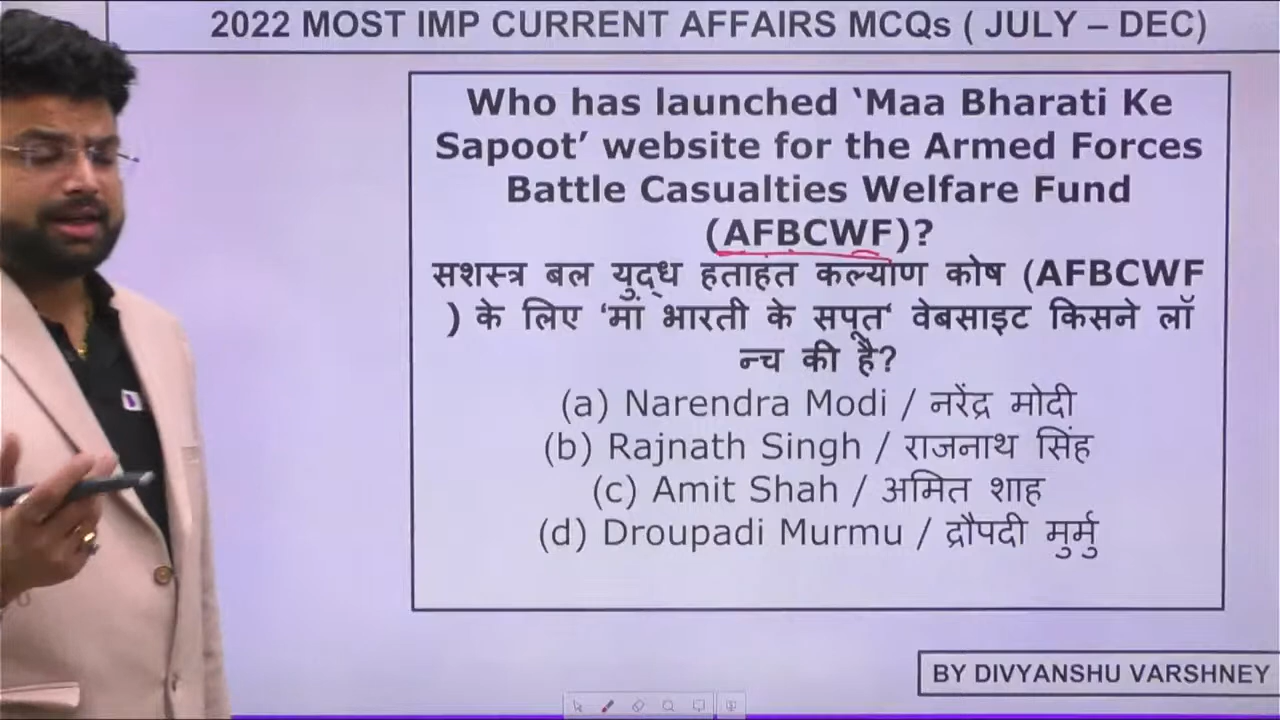 2022 MOST IMP CURRENT AFFAIRS MCQs ( JULY – DEC)
Who has launched ‘Maa Bharati Ke
Sapoot’ website for the Armed Forces
Battle Casualties Welfare Fund
(AFBCWF)?
सशस्त्र बल युद्ध हताहत कल्याण कोष (AFBCWF
) के लिए ‘मां भारती के सपूत‘ वेबसाइट किसने लॉ
न्च की है?
(a) Narendra Modi / नरेंद्र मोदी
(b) Rajnath Singh / राजनाथ सिंह
(c) Amit Shah / अमित शाह
(d) Droupadi Murmu / द्रौपदी मुर्मु
BY DIVYANSHU VARSHNEY